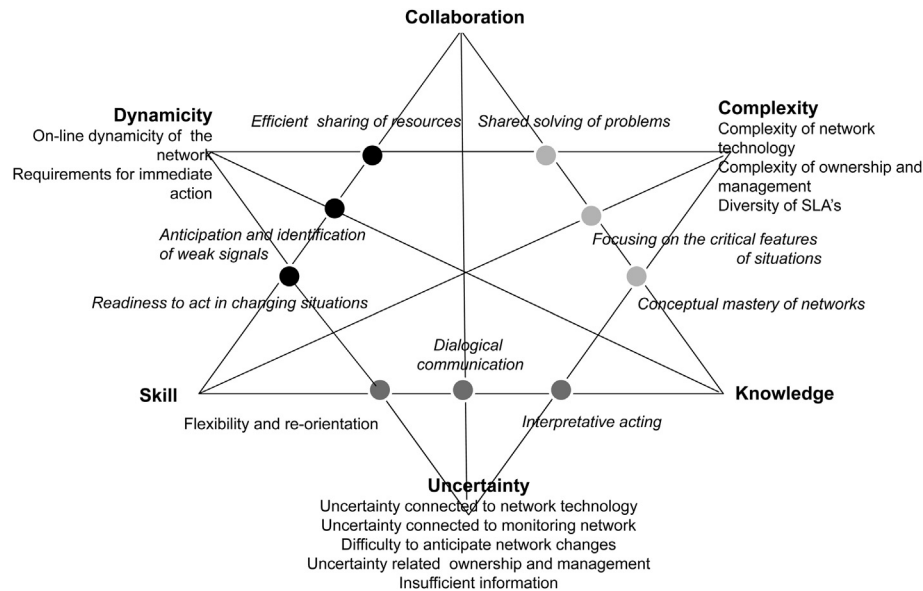 Collaboration
Dynamicity
On-line dynamicity of the
network
Requirements for immediate
action
Efficient sharing of resources
Shared solving of problems
Complexity
Complexity of network
technology
Complexity of ownership and
management
Diversity of SLA's
Anticipation and identification
of weak signals
Focusing on the critical features
of situations
Readiness to act in changing situations
Conceptual mastery of networks
Dialogical
communication
Skill
Knowledge
Flexibility and re-orientation
Interpretative acting
Uncertainty
Uncertainty connected to network technology
Uncertainty connected to monitoring network
Difficulty to anticipate network changes
Uncertainty related ownership and management
Insufficient information